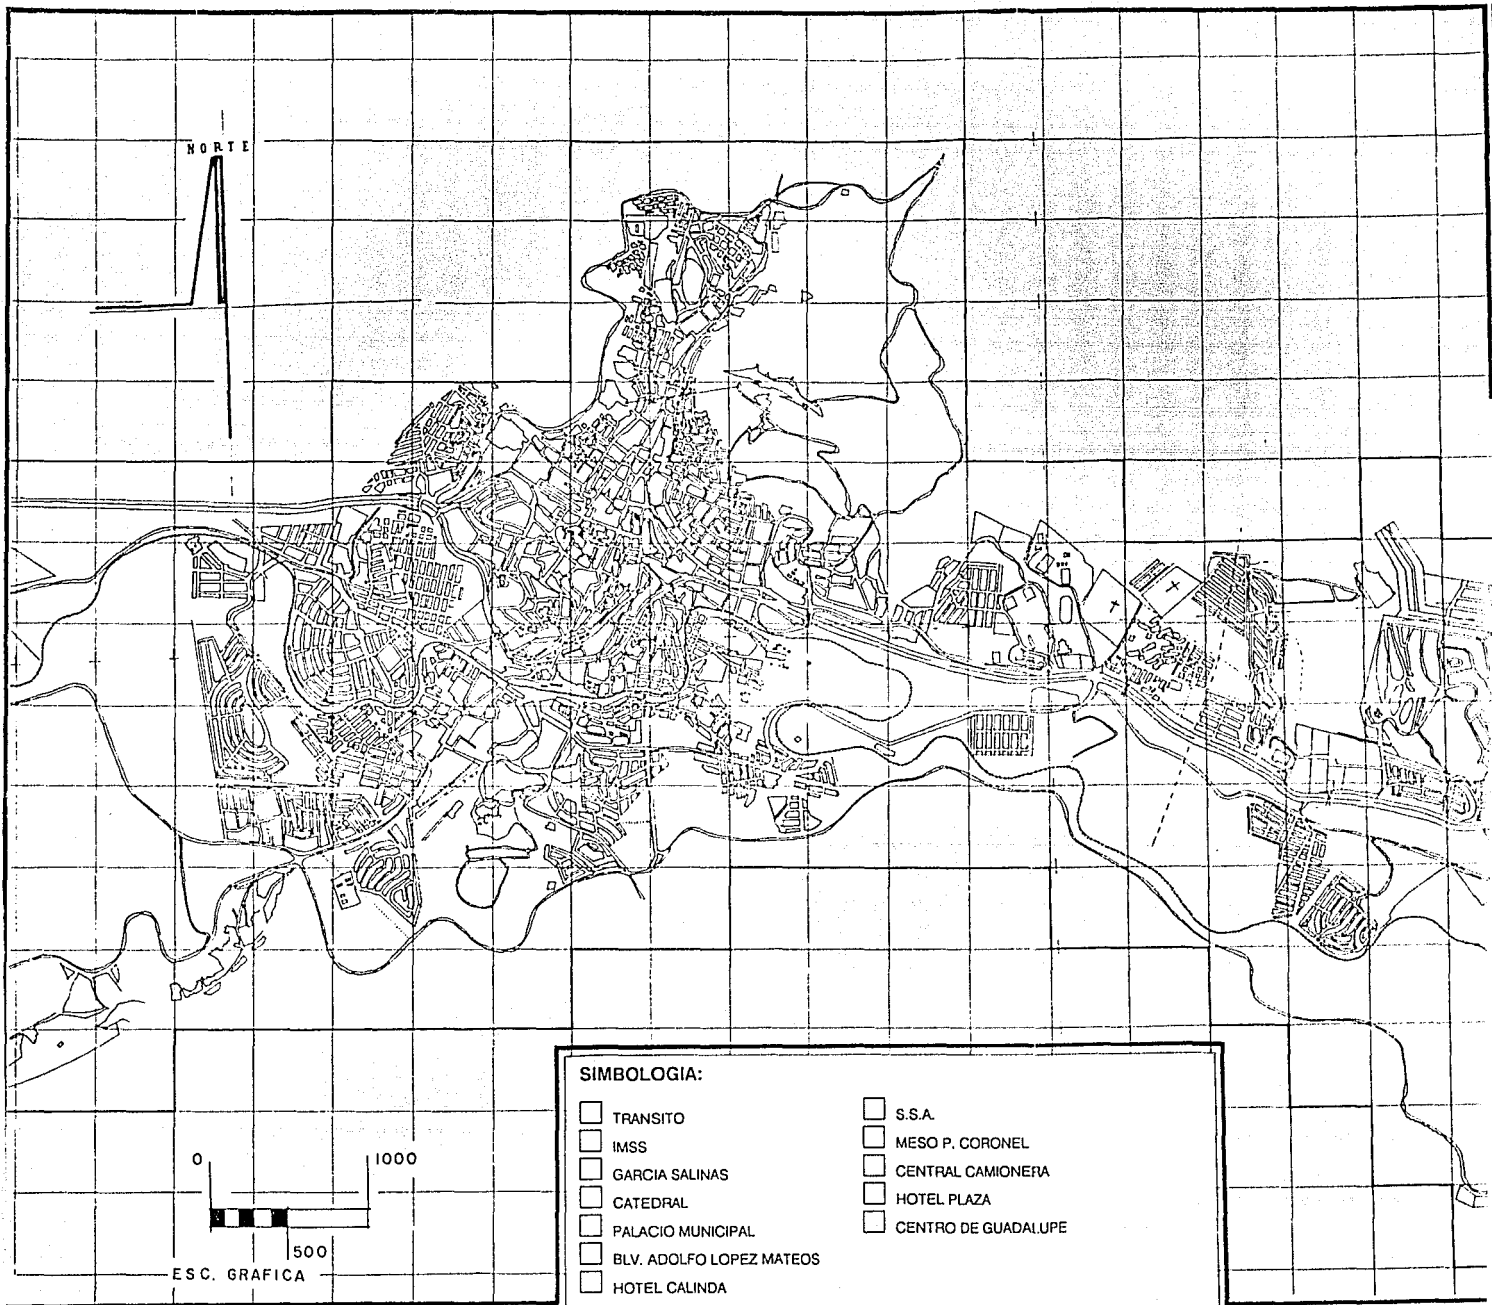 NORTE
SIMBOLOGIA:
TRANSITO
IMSS
GARCIA SALINAS
CATEDRAL
PALACIO MUNICIPAL
BLV. ADOLFO LOPEZ MATEOS
HOTEL CALINDA
S.S.A.
MESO P. CORONEL
CENTRAL CAMIONERA
HOTEL PLAZA
CENTRO DE GUADALUPE
0 1000
500
ESC. GRAFICA